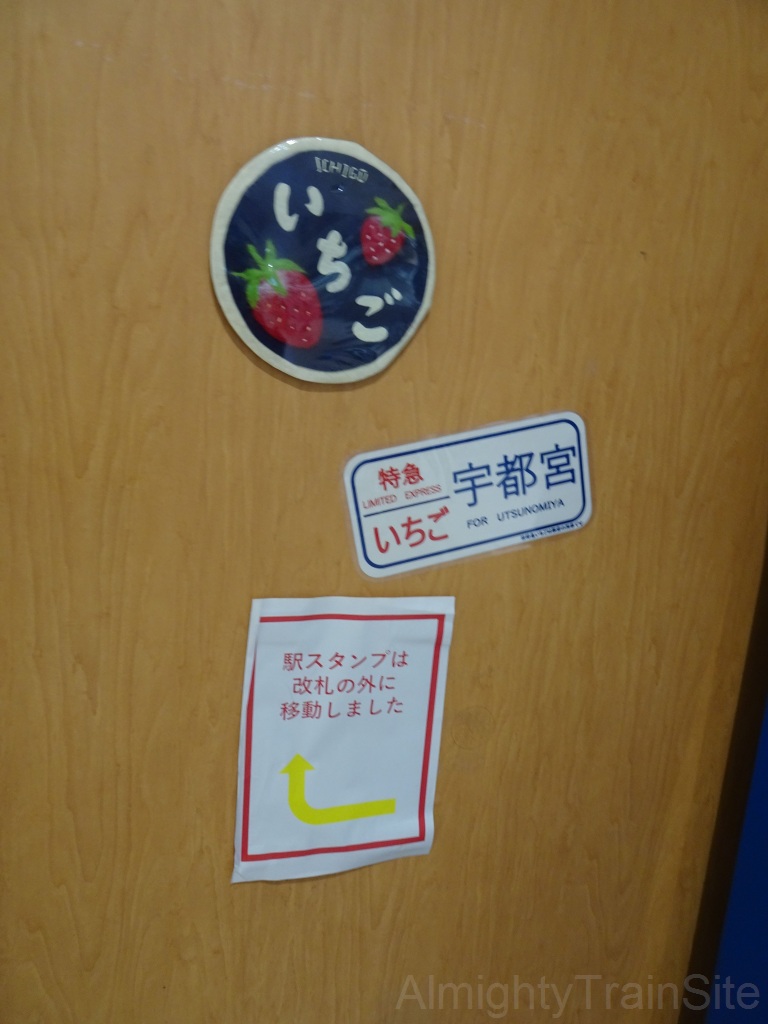 ICHIGO
いちご
特急
LIMITED EXPRESS
いちご
宇都宮
FOR UTSUNOMIYA
駅スタンプは
改札の外に
移動しました
AlmightyTrainSite